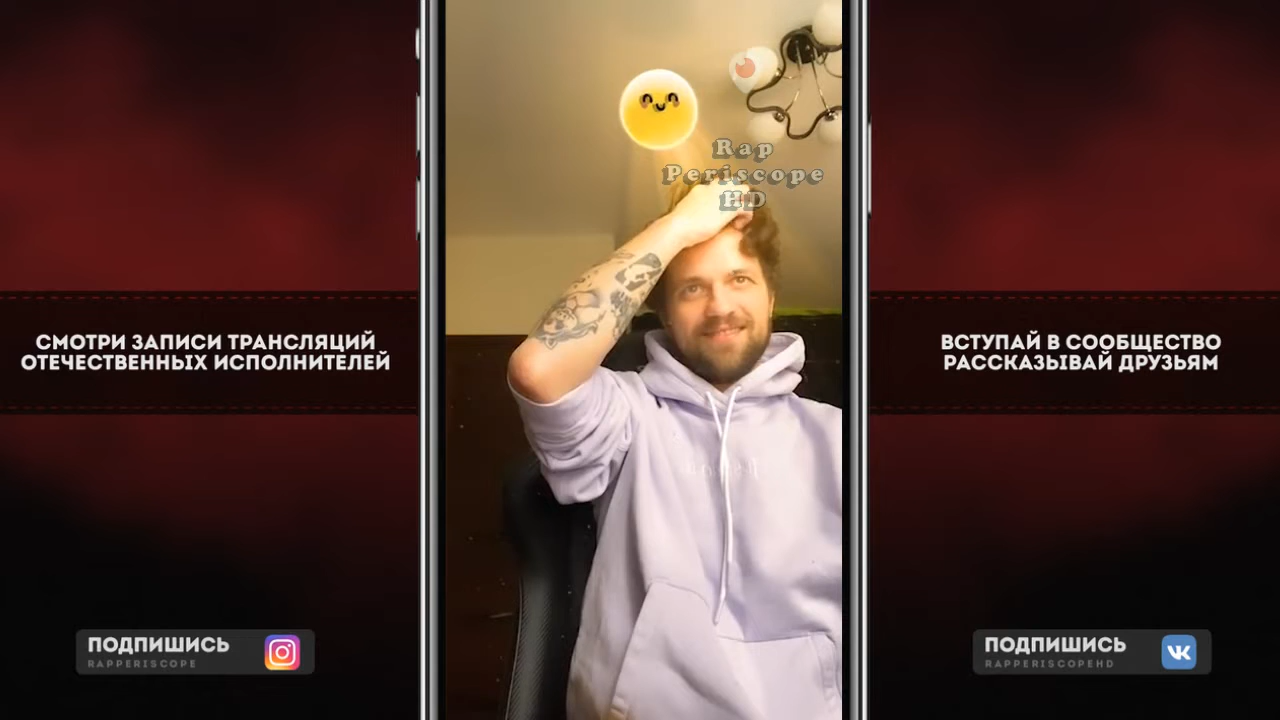 СМОТРИ ЗАПИСИ ТРАНСЛЯЦИЙ
ОТЕЧЕСТВЕННЫХ ИСПОЛНИТЕЛЕЙ
ПОДПИШИСЬ
RAPPERISCOPE
Rap
Periscope
HD
ВСТУПАЙ В СООБЩЕСТВО
РАССКАЗЫВАЙ ДРУЗЬЯМ
ПОДПИШИСЬ
RAPPERISCOPEHD